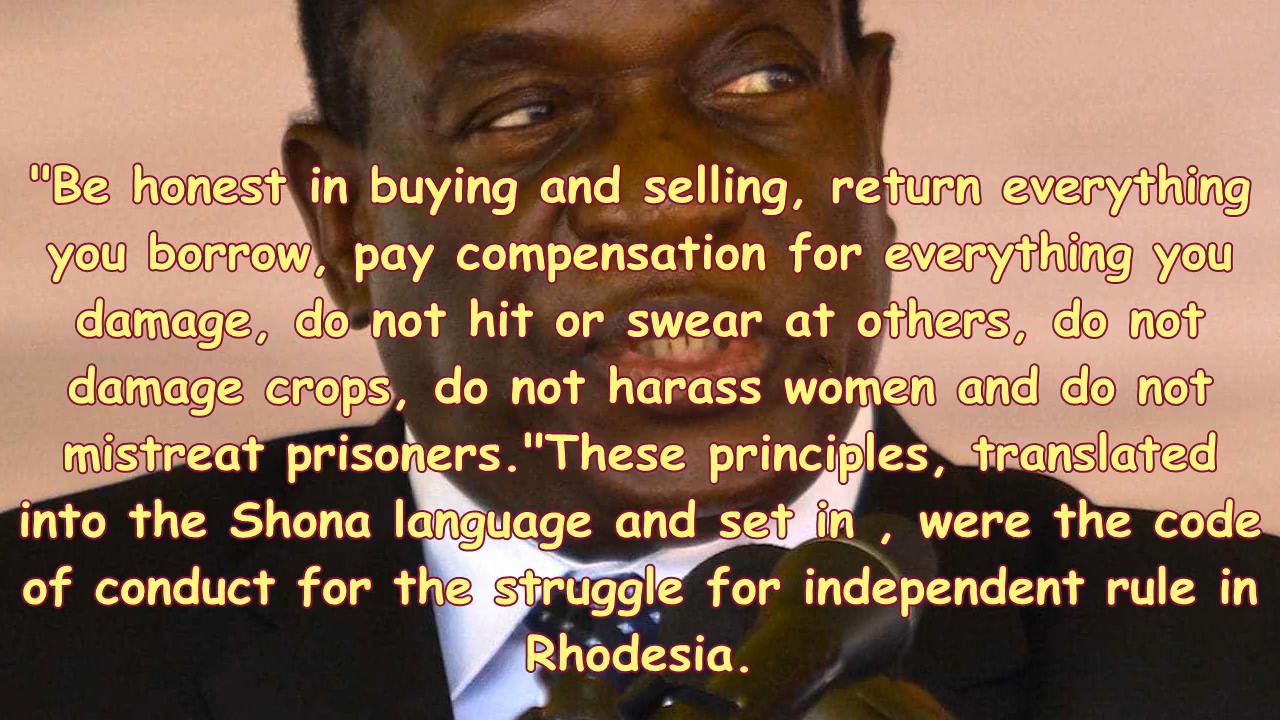 "Be honest in buying and selling, return everything
you borrow, pay compensation for everything you
damage, do not hit or swear at others, do not
damage crops, do not harass women and do not
mistreat prisoners."These principles, translated
into the Shona language and set in , were the code
of conduct for the struggle for independent rule in
Rhodesia.